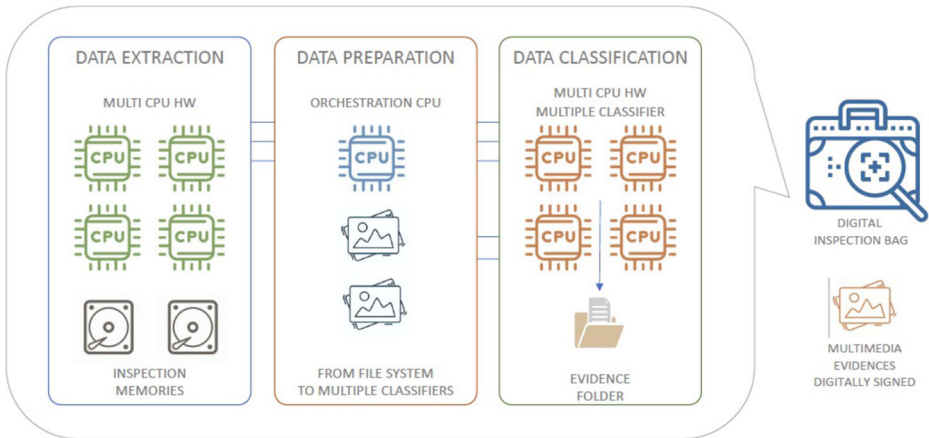 DATA EXTRACTION
MULTI CPU HW
CPU
CPU
CPU
CPU
INSPECTION
MEMORIES
DATA PREPARATION
ORCHESTRATION CPU
CPU
FROM FILE SYSTEM
TO MULTIPLE CLASSIFIERS
DATA CLASSIFICATION
MULTI CPU HW
MULTIPLE CLASSIFIER
CPU
CPU
CPU
CPU
EVIDENCE
FOLDER
DIGITAL
INSPECTION BAG
MULTIMEDIA
EVIDENCES
DIGITALLY SIGNED